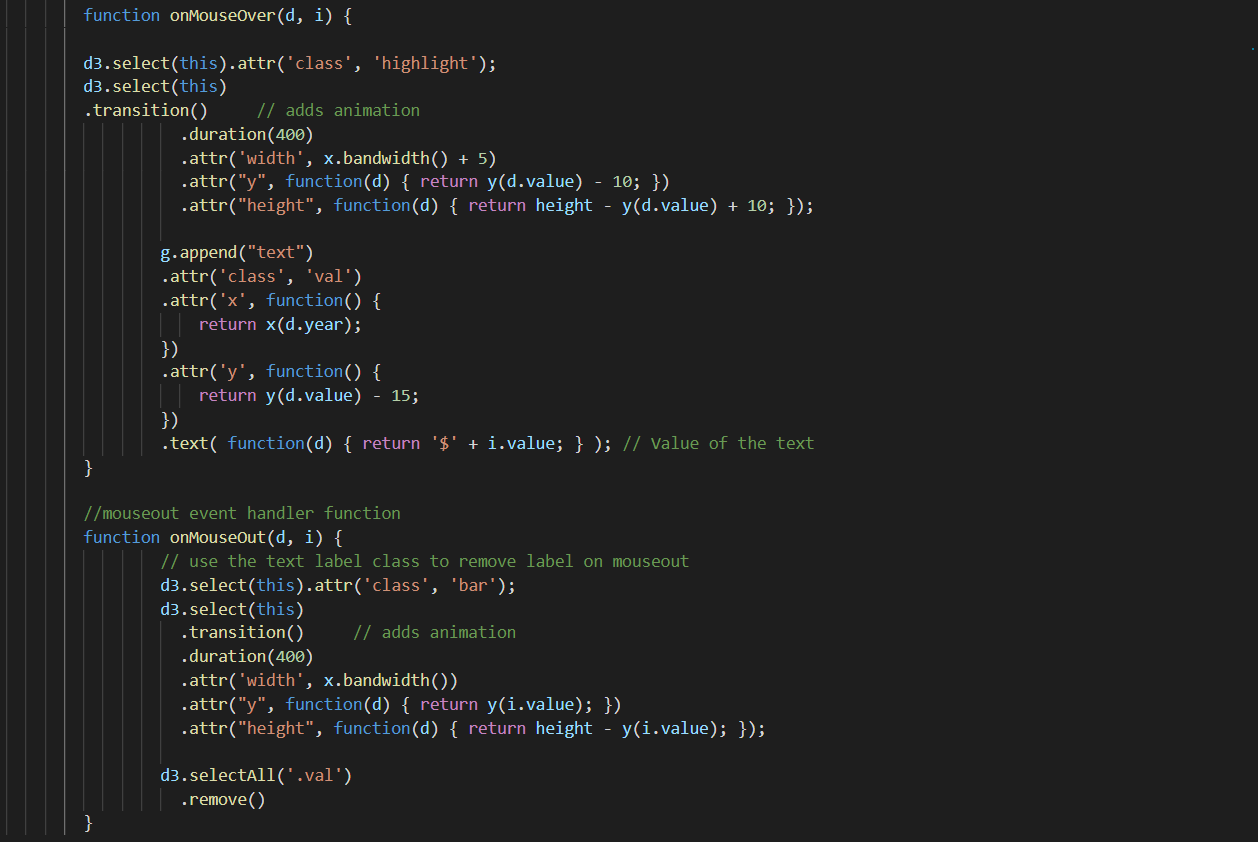 function onMouseOver(d, i) {
d3.select(this).attr('class', 'highlight');
d3.select(this)
.transition()     // adds animation
.duration(400)
.attr('width', x.bandwidth() + 5)
.attr("y", function(d) { return y(d.value) - 10; })
.attr("height", function(d) { return height - y(d.value) + 10; });
g.append("text")
.attr('class', 'val')
.attr('x', function() {
return x(d.year);
})
.attr('y', function() {
return y(d.value) - 15;
})
.text( function(d) { return '$' + i.value; } ); // Value of the text
}
//mouseout event handler function
function onMouseOut(d, i) {
// use the text label class to remove label on mouseout
d3.select(this).attr('class', 'bar');
d3.select(this)
.transition()     // adds animation
.duration(400)
.attr('width', x.bandwidth())
.attr("y", function(d) { return y(i.value); })
.attr("height", function(d) { return height - y(i.value); });
d3.selectAll('.val')
.remove()
}